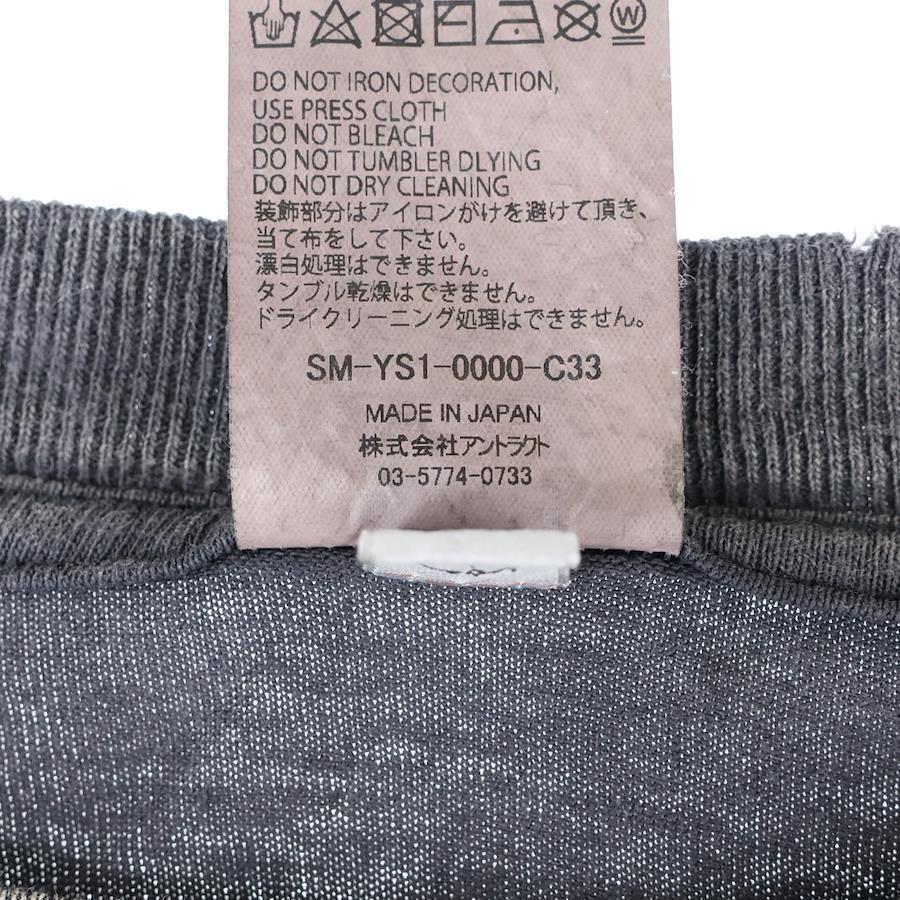 W
DO NOT IRON DECORATION,
USE PRESS CLOTH
DO NOT BLEACH
DO NOT TUMBLER DLYING
DO NOT DRY CLEANING
装飾部分はアイロンがけを避けて頂き、
当て布をして下さい。
漂白処理はできません。
タンブル乾燥はできません。
ドライクリーニング処理はできません。
SM-YS1-0000-C33
MADE IN JAPAN
株式会社アントラクト
03-5774-0733